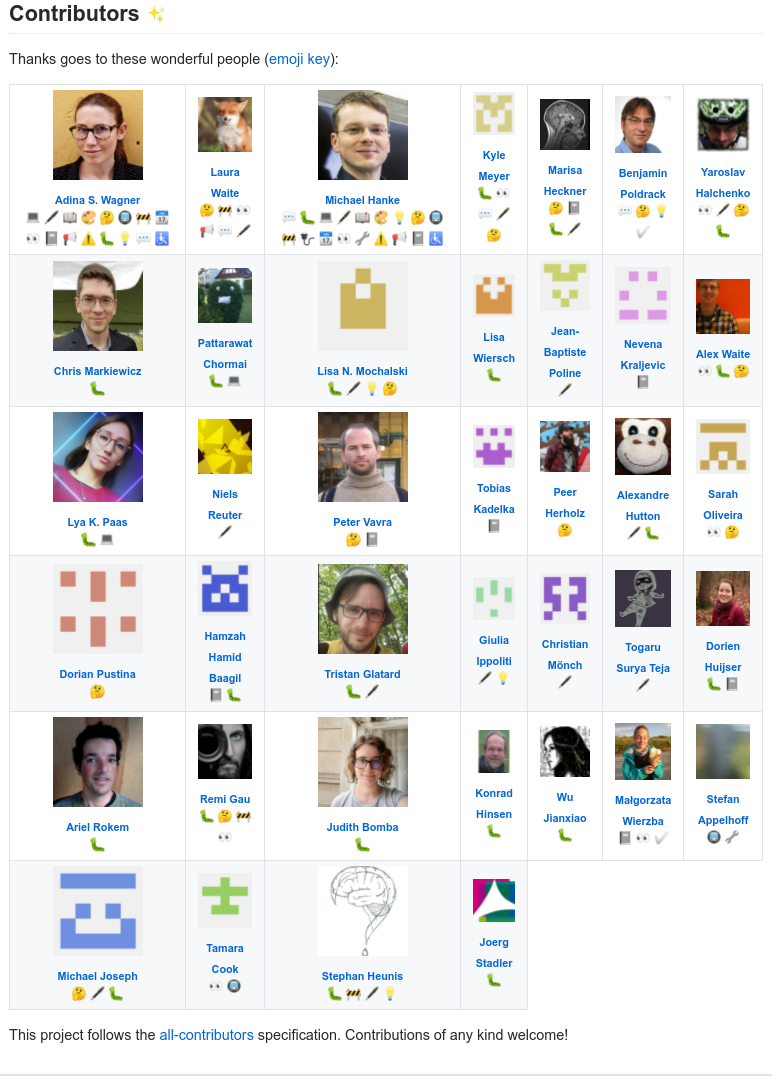 Contributors ✨
Thanks goes to these wonderful people (emoji key):
Adina S. Wagner
Laura
Waite
Michael Hanke
Kyle
Meyer
Marisa
Heckner
Benjamin
Poldrack
Yaroslav
Halchenko
Chris Markiewicz
Pattarawat
Chormai
Lisa N. Mochalski
Lisa
Wiersch
Jean-
Baptiste
Poline
Nevena
Kraljevic
Alex Waite
Lya K. Paas
Niels
Reuter
Peter Vavra
Tobias
Kadelka
Peer
Herholz
Alexandre
Hutton
Sarah
Oliveira
Dorian Pustina
Hamzah
Hamid
Baagil
Tristan Glatard
Giulia
Ippoliti
Christian
Mönch
Togaru
Surya Teja
Dorien
Huijser
Ariel Rokem
Remi Gau
Judith Bomba
Konrad
Hinsen
Wu
Jianxiao
Małgorzata
Wierzba
Stefan
Appelhoff
Michael Joseph
Tamara
Cook
Stephan Heunis
Joerg
Stadler
This project follows the all-contributors specification. Contributions of any kind welcome!